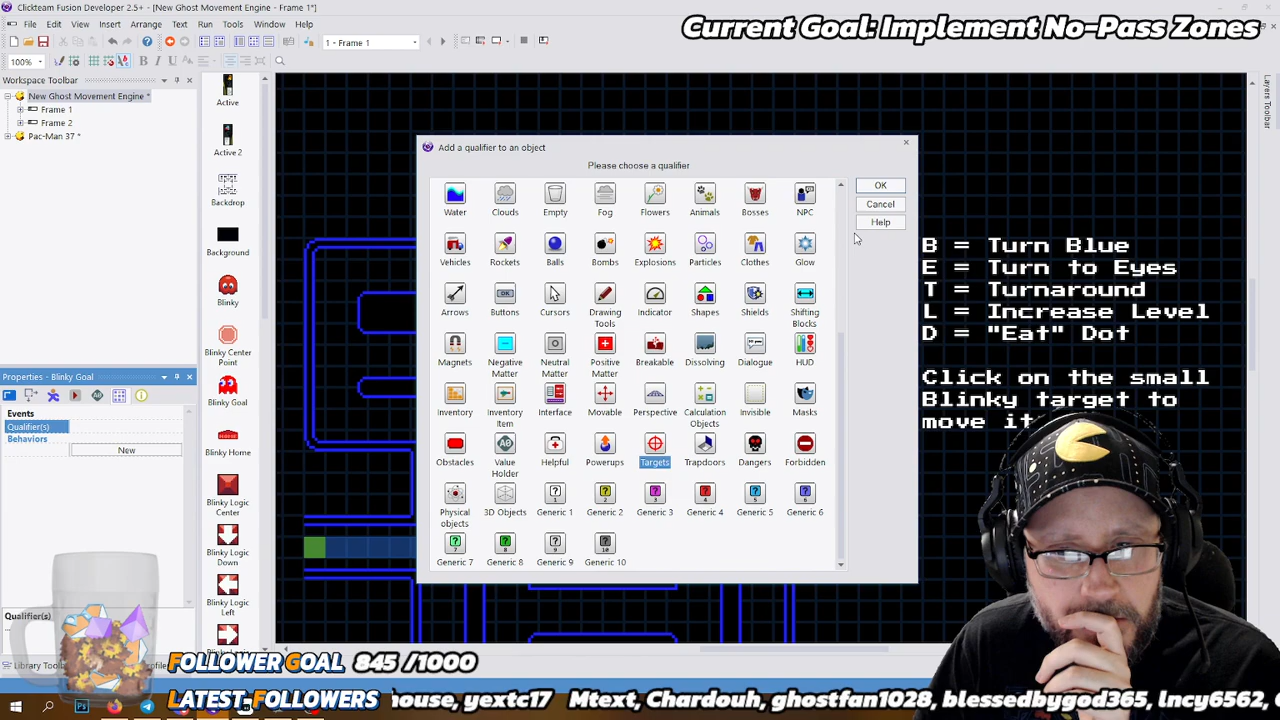 Clickteam Fusion Developer 2.5+ - [New Ghost Movement Engine - Frame 1*]
Current Goal: Implement No-Pass Zones
File Edit View Insert Arrange Text Run Tools Window Help
1 - Frame 1
100%
Workspace Toolbar
New Ghost Movement Engine *
Frame 1
Frame 2
Pac-Man 37 *
Active
Active 2
Backdrop
Background
Blinky
Blinky Center Point
Blinky Goal
Blinky Home
Blinky Logic Center
Blinky Logic Down
Blinky Logic Left
Layers Toolbar
Add a qualifier to an object
Please choose a qualifier
OK
Cancel
Help
Water Clouds Empty Fog Flowers Animals Bosses NPC
Vehicles Rockets Balls Bombs Explosions Particles Clothes Glow
Arrows Buttons Cursors Drawing Tools Indicator Shapes Shields Shifting Blocks
Magnets Negative Matter Neutral Matter Positive Matter Breakable Dissolving Dialogue HUD
Inventory Inventory Item Interface Movable Perspective Calculation Objects Invisible Masks
Obstacles Value Holder Helpful Powerups Targets Trapdoors Dangers Forbidden
Physical objects 3D Objects Generic 1 Generic 2 Generic 3 Generic 4 Generic 5 Generic 6
Generic 7 Generic 8 Generic 9 Generic 10
B = Turn Blue
E = Turn to Eyes
T = Turnaround
L = Increase Level
D = "Eat" Dot
Click on the small
Blinky target to
move it
Properties - Blinky Goal
Events
Qualifier(s)
Behaviors
New
Qualifier(s)
...
Library Toolb
Follower Goal 845 /1000
Latest Followers house, yextc17 Mtext, Chardouh, ghostfan1028, blessedbygod365, lncy6562,